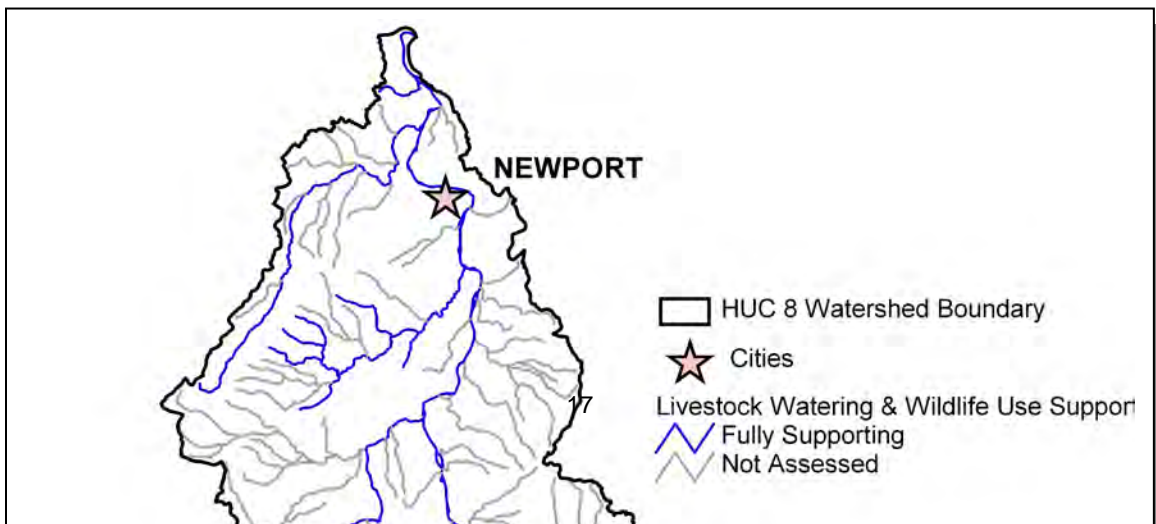 NEWPORT
HUC 8 Watershed Boundary
Cities
17
Livestock Watering & Wildlife Use Support
Fully Supporting
Not Assessed